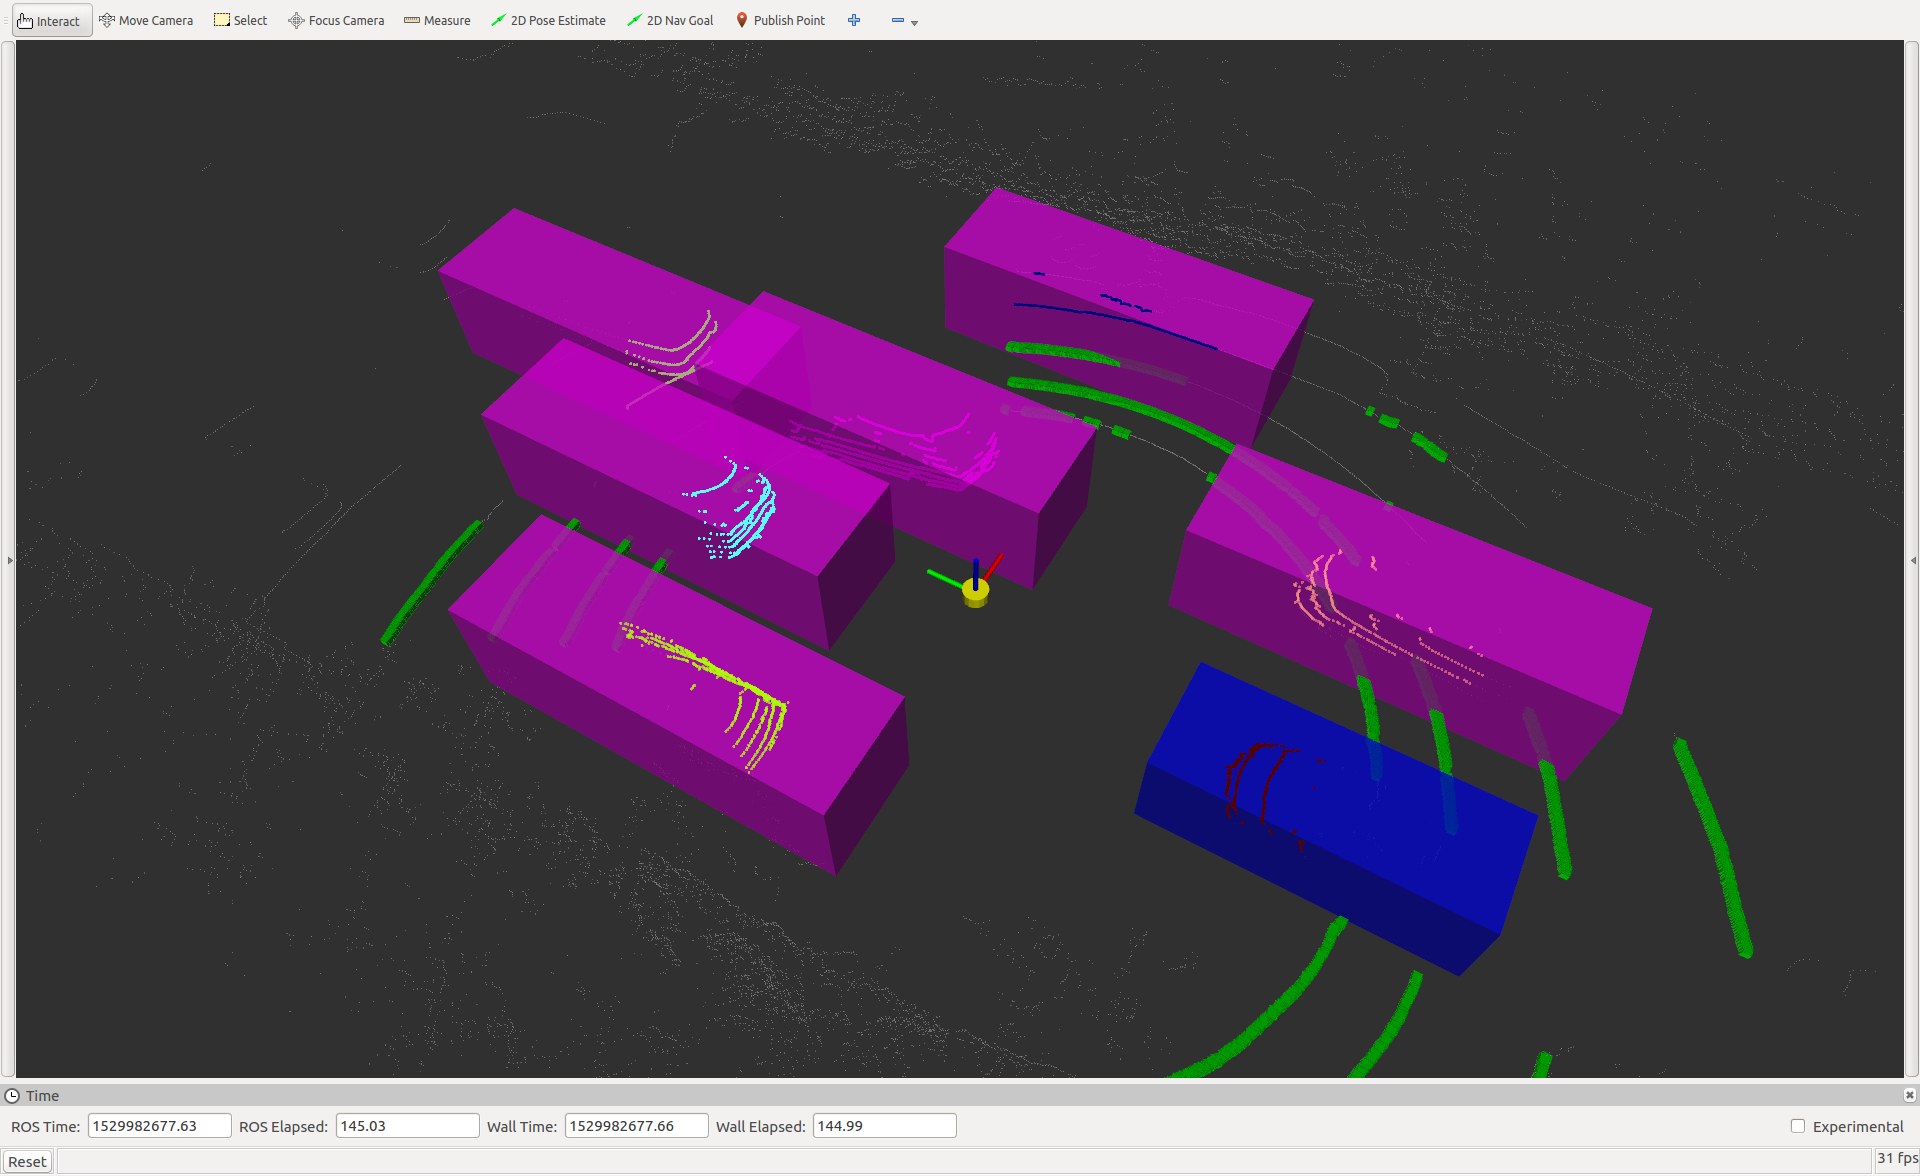 Interact Move Camera Select Focus Camera Measure 2D Pose Estimate 2D Nav Goal Publish Point
Time
ROS Time: 1529982677.63 ROS Elapsed: 145.03 Wall Time: 1529982677.66 Wall Elapsed: 144.99 Experimental
Reset 31 fps